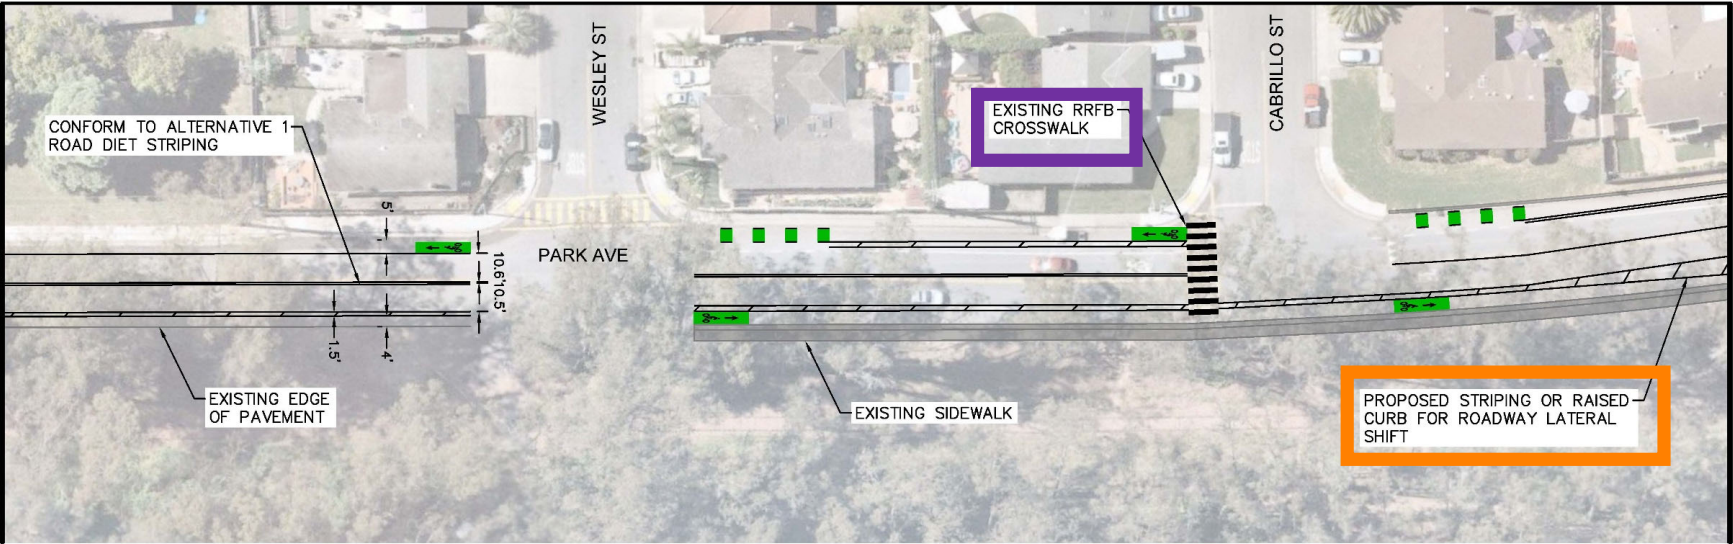 WESLEY ST
CABRILLO ST
EXISTING RRFB
CROSSWALK
CONFORM TO ALTERNATIVE 1
ROAD DIET STRIPING
STOP
STOP
5'
PARK AVE
10.6'
10.5'
1.5'
4'
EXISTING EDGE
OF PAVEMENT
EXISTING SIDEWALK
PROPOSED STRIPING OR RAISED
CURB FOR ROADWAY LATERAL
SHIFT